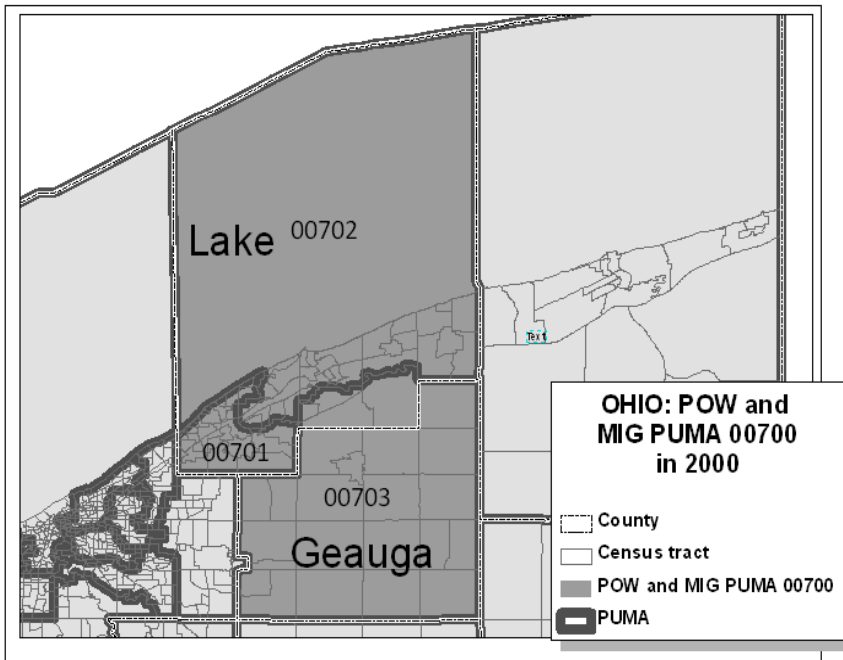 Lake 00702
Text
00701
00703
Geauga
OHIO: POW and
MIG PUMA 00700
in 2000
County
Census tract
POW and MIG PUMA 00700
PUMA